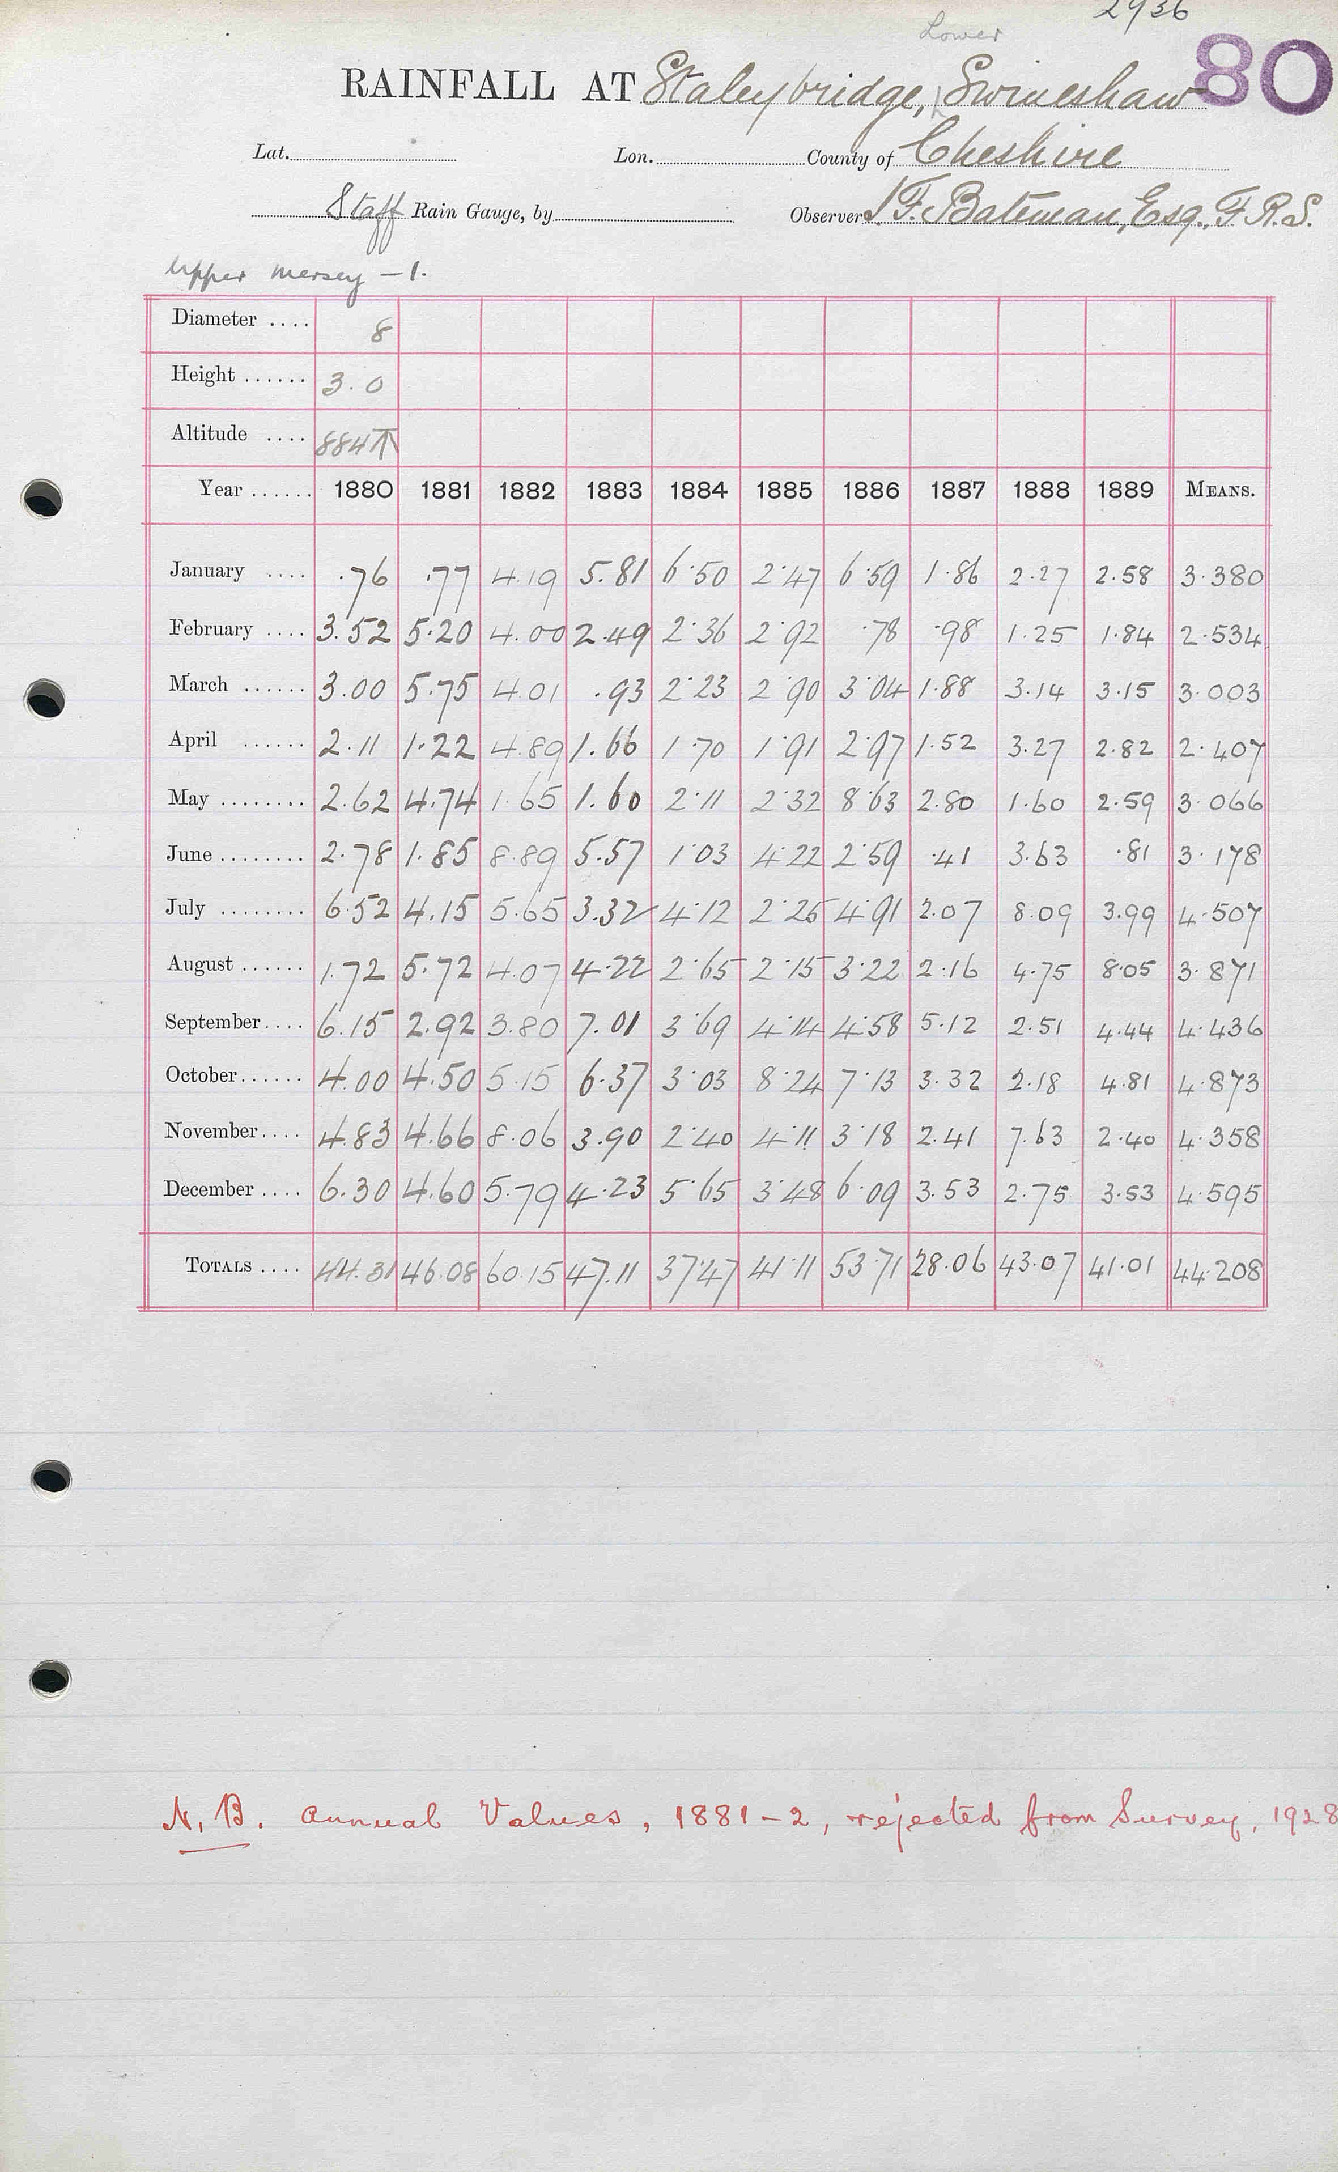 2936
Lower
80
RAINFALL AT Staleybridge, Swineshaw
Lat. Lon. County of Cheshire
Staff Rain Gauge, by Observer J F. Bateman, Esq., F.R.S.
Upper Mersey - 1.
Diameter .... 8
Height ...... 3.0
Altitude .... 884 ↑
Year ...... 1880 1881 1882 1883 1884 1885 1886 1887 1888 1889 MEANS.
January .... .76 .77 4.19 5.81 6.50 2.47 6.59 1.86 2.27 2.58 3.380
February .... 3.52 5.20 4.00 2.49 2.36 2.92 .78 .98 1.25 1.84 2.534
March ...... 3.00 5.75 4.01 .93 2.23 2.90 3.04 1.88 3.14 3.15 3.003
April ...... 2.11 1.22 4.89 1.66 1.70 1.91 2.97 1.52 3.27 2.82 2.407
May ........ 2.62 4.74 1.65 1.60 2.11 2.32 8.63 2.80 1.60 2.59 3.066
June ........ 2.78 1.85 8.89 5.57 1.03 4.22 2.59 .41 3.63 .81 3.178
July ........ 6.52 4.15 5.65 3.32 4.12 2.26 4.91 2.07 8.09 3.99 4.507
August ...... 1.72 5.72 4.07 4.22 2.65 2.15 3.22 2.16 4.75 8.05 3.871
September.... 6.15 2.92 3.80 7.01 3.69 4.14 4.58 5.12 2.51 4.44 4.436
October...... 4.00 4.50 5.15 6.37 3.03 8.24 7.13 3.32 2.18 4.81 4.873
November.... 4.83 4.66 8.06 3.90 2.40 4.11 3.18 2.41 7.63 2.40 4.358
December .... 6.30 4.60 5.79 4.23 5.65 3.48 6.09 3.53 2.75 3.53 4.595
TOTALS .... 44.31 46.08 60.15 47.11 37.47 41.11 53.71 28.06 43.07 41.01 44.208
N.B. Annual Values, 1881-2, rejected from Survey, 1928